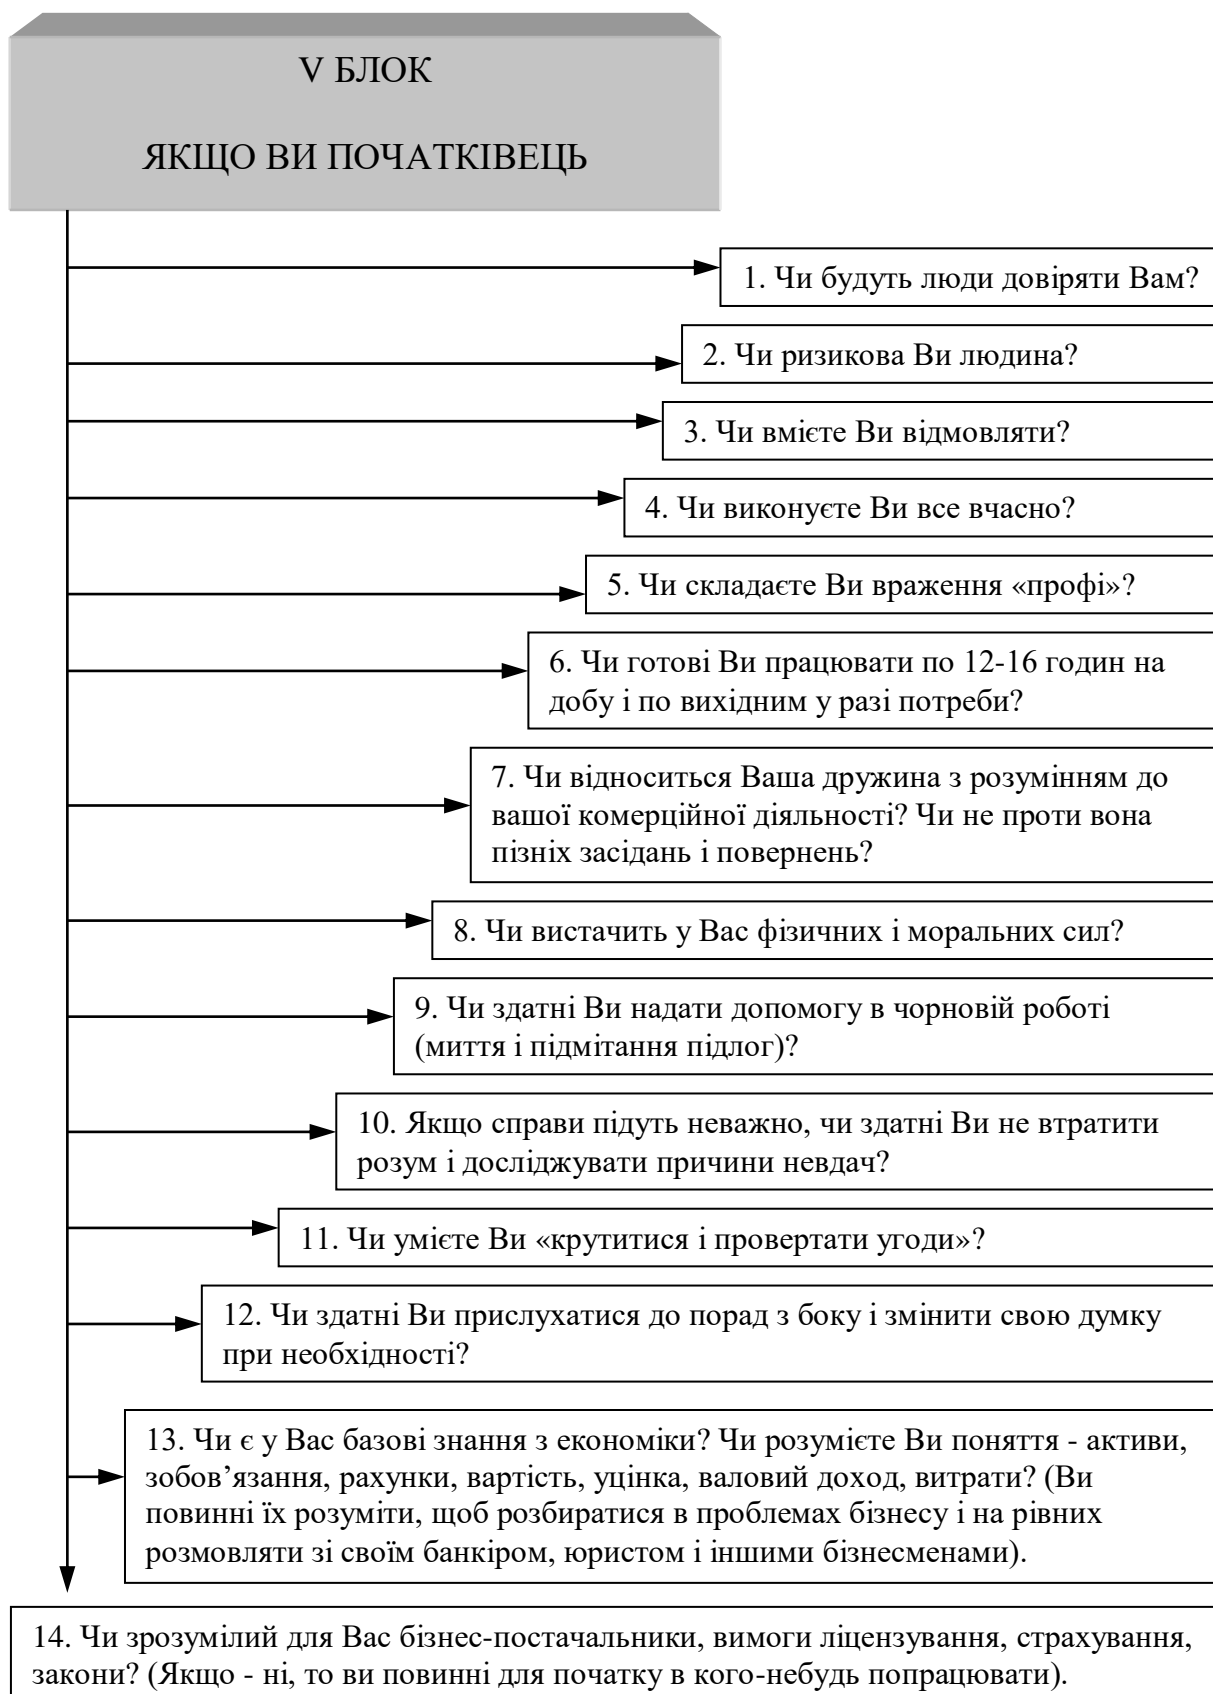 V БЛОК
ЯКЩО ВИ ПОЧАТКІВЕЦЬ
1. Чи будуть люди довіряти Вам?
2. Чи ризикова Ви людина?
3. Чи вмієте Ви відмовляти?
4. Чи виконуєте Ви все вчасно?
5. Чи складаєте Ви враження «профі»?
6. Чи готові Ви працювати по 12-16 годин на
добу і по вихідним у разі потреби?
7. Чи відноситься Ваша дружина з розумінням до
вашої комерційної діяльності? Чи не проти вона
пізніх засідань і повернень?
8. Чи вистачить у Вас фізичних і моральних сил?
9. Чи здатні Ви надати допомогу в чорновій роботі
(миття і підмітання підлог)?
10. Якщо справи підуть неважно, чи здатні Ви не втратити
розум і досліджувати причини невдач?
11. Чи умієте Ви «крутитися і провертати угоди»?
12. Чи здатні Ви прислухатися до порад з боку і змінити свою думку
при необхідності?
13. Чи є у Вас базові знання з економіки? Чи розумієте Ви поняття - активи,
зобов’язання, рахунки, вартість, уцінка, валовий доход, витрати? (Ви
повинні їх розуміти, щоб розбиратися в проблемах бізнесу і на рівних
розмовляти зі своїм банкіром, юристом і іншими бізнесменами).
14. Чи зрозумілий для Вас бізнес-постачальники, вимоги ліцензування, страхування,
закони? (Якщо - ні, то ви повинні для початку в кого-небудь попрацювати).